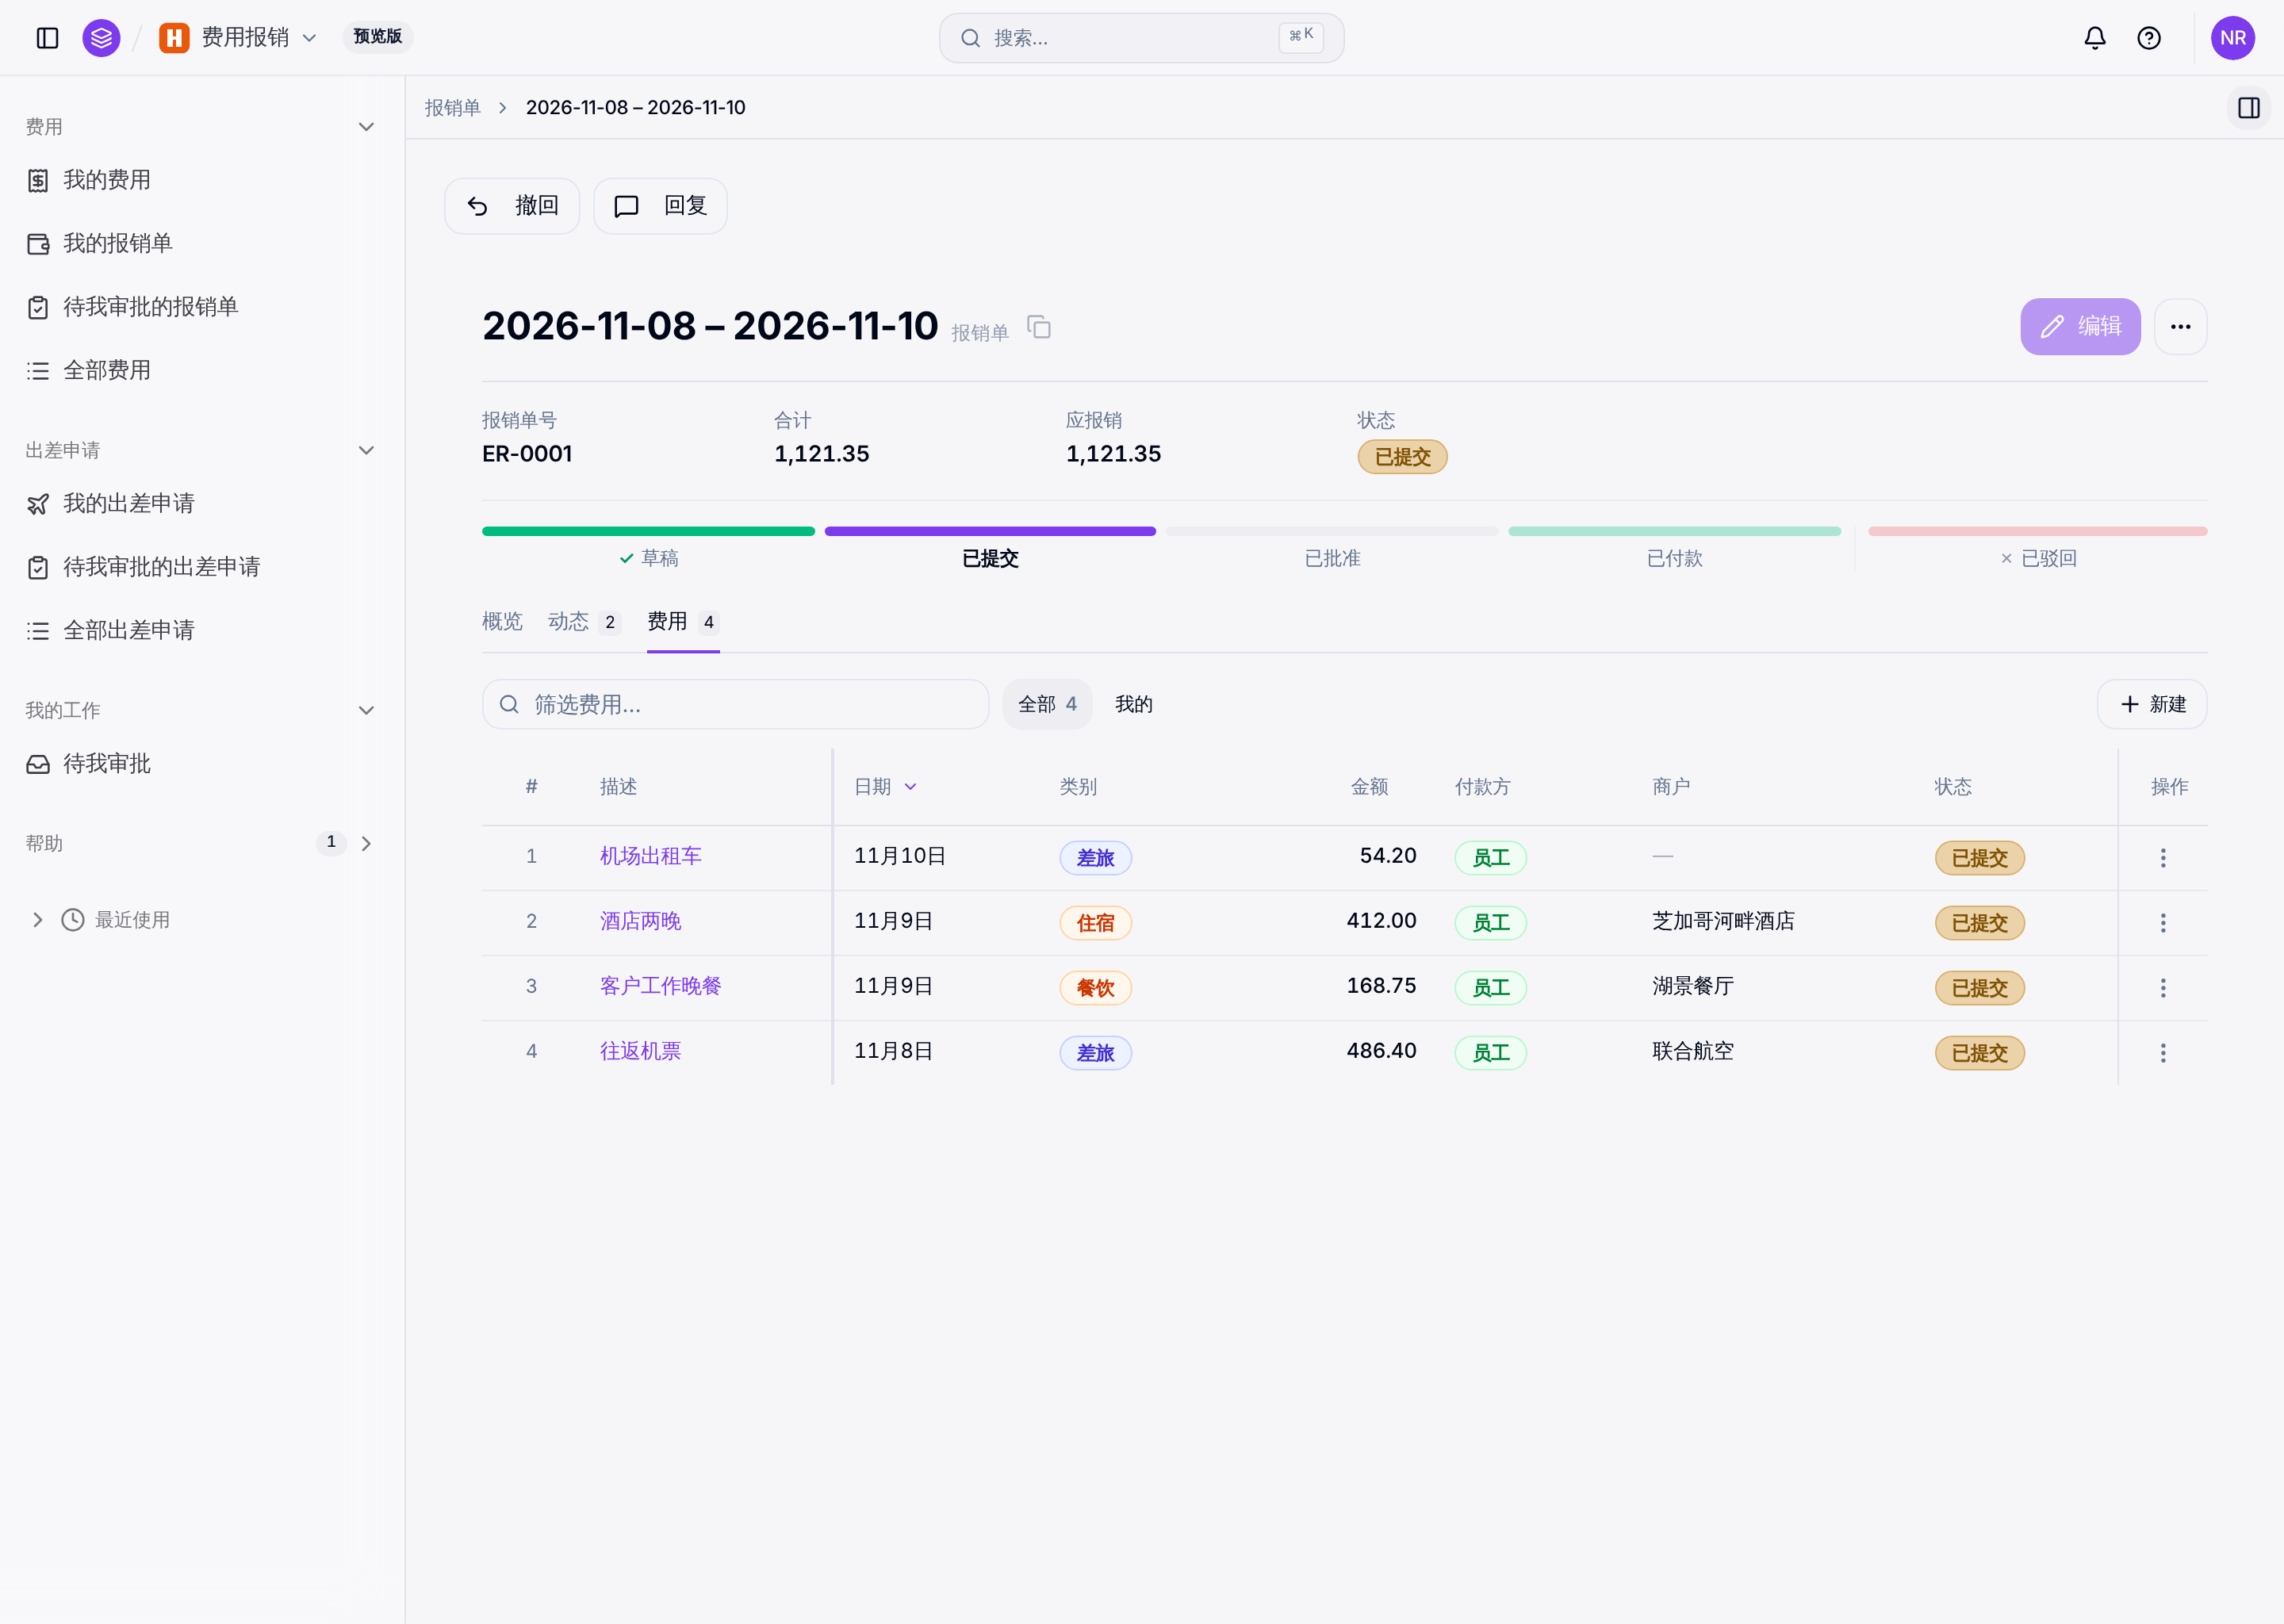 费用报销 预览版 搜索... ⌘K NR
报销单 2026-11-08 – 2026-11-10
费用
我的费用
我的报销单
待我审批的报销单
全部费用
出差申请
我的出差申请
待我审批的出差申请
全部出差申请
我的工作
待我审批
帮助 1
最近使用
撤回 回复
2026-11-08 – 2026-11-10 报销单
编辑
报销单号 合计 应报销 状态
ER-0001 1,121.35 1,121.35 已提交
草稿 已提交 已批准 已付款 已驳回
概览 动态 2 费用 4
筛选费用... 全部 4 我的 新建
# 描述 日期 类别 金额 付款方 商户 状态 操作
1 机场出租车 11月10日 差旅 54.20 员工 — 已提交
2 酒店两晚 11月9日 住宿 412.00 员工 芝加哥河畔酒店 已提交
3 客户工作晚餐 11月9日 餐饮 168.75 员工 湖景餐厅 已提交
4 往返机票 11月8日 差旅 486.40 员工 联合航空 已提交